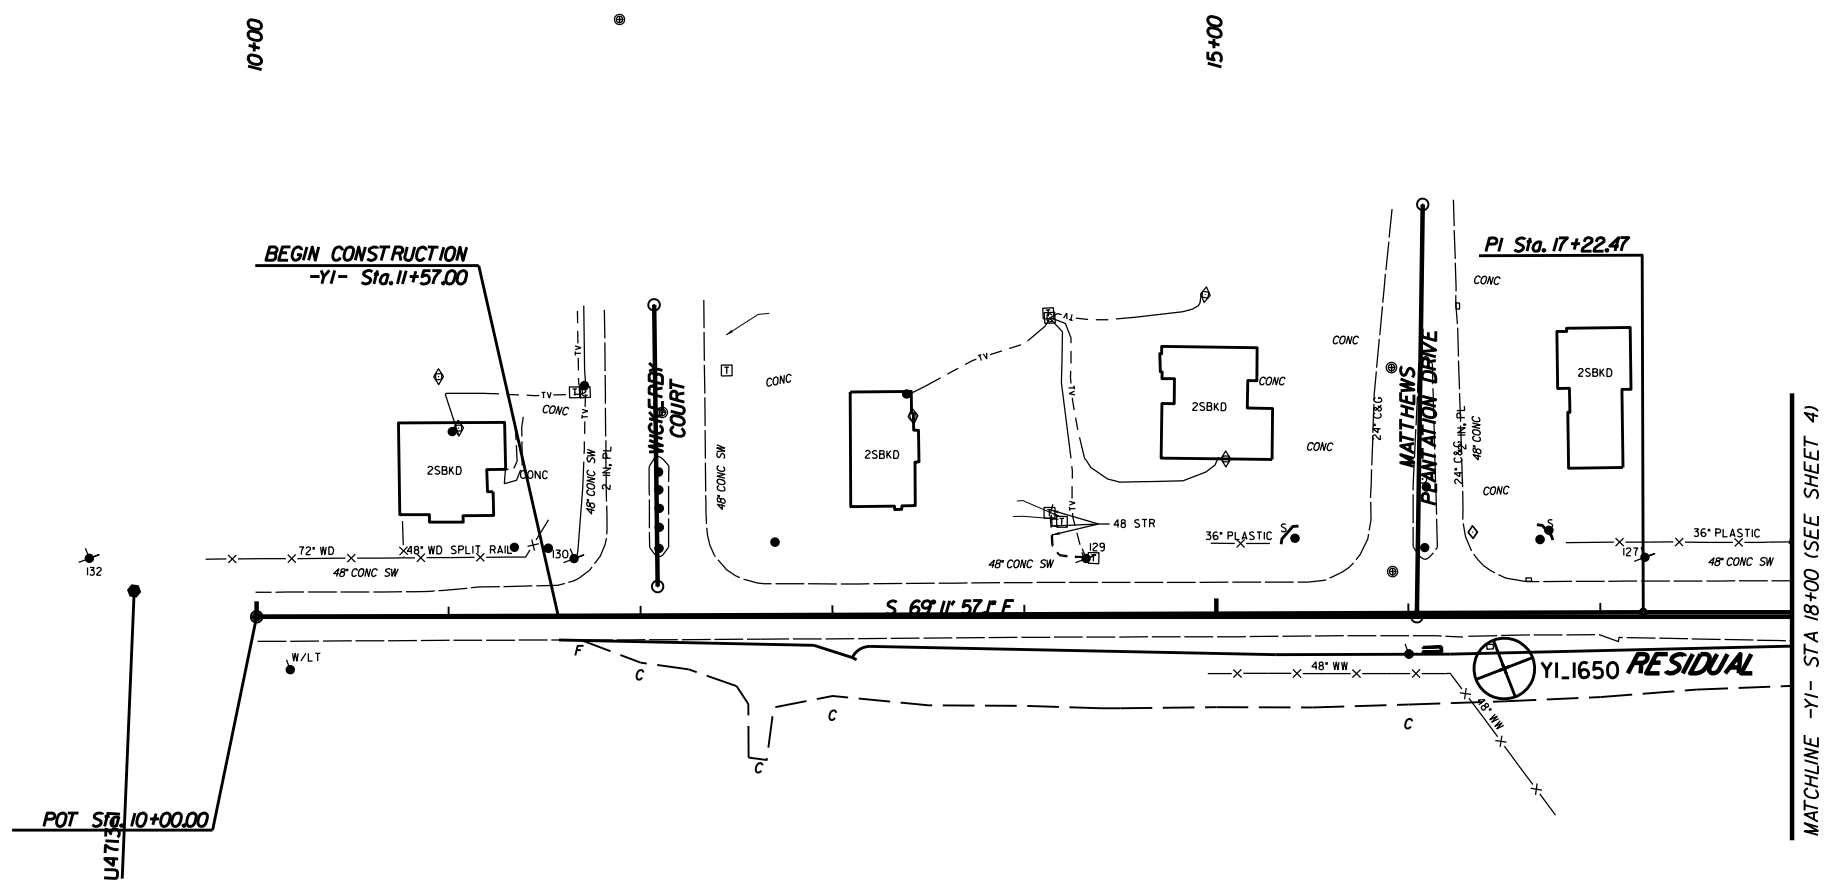 10+00
15+00
BEGIN CONSTRUCTION
-Y1- Sta. 11+57.00
PI Sta. 17+22.47
CONC
TV
TV
TV
CONC
T
T
CONC
CONC
2SBKD
WICKERBY
COURT
MATTHEWS
PLANTATION DRIVE
2SBKD
24" C&G
24" C&G
2 IN. PL
48" CONC
CONC
CONC
TV
TV
CONC
2SBKD
2SBKD
CONC
48" CONC SW
2 IN. PL
48" CONC SW
TV
T
T
48 STR
36" PLASTIC
S
S
36" PLASTIC
72" WD
48" WD SPLIT RAIL
130
129
T
127
132
48" CONC SW
48" CONC SW
48" CONC SW
S 69° 11' 57.1" E
W/LT
F
C
C
C
C
48" WW
48" WW
Y1_1650 RESIDUAL
POT Sta. 10+00.00
MATCHLINE -Y1- STA 18+00 (SEE SHEET 4)